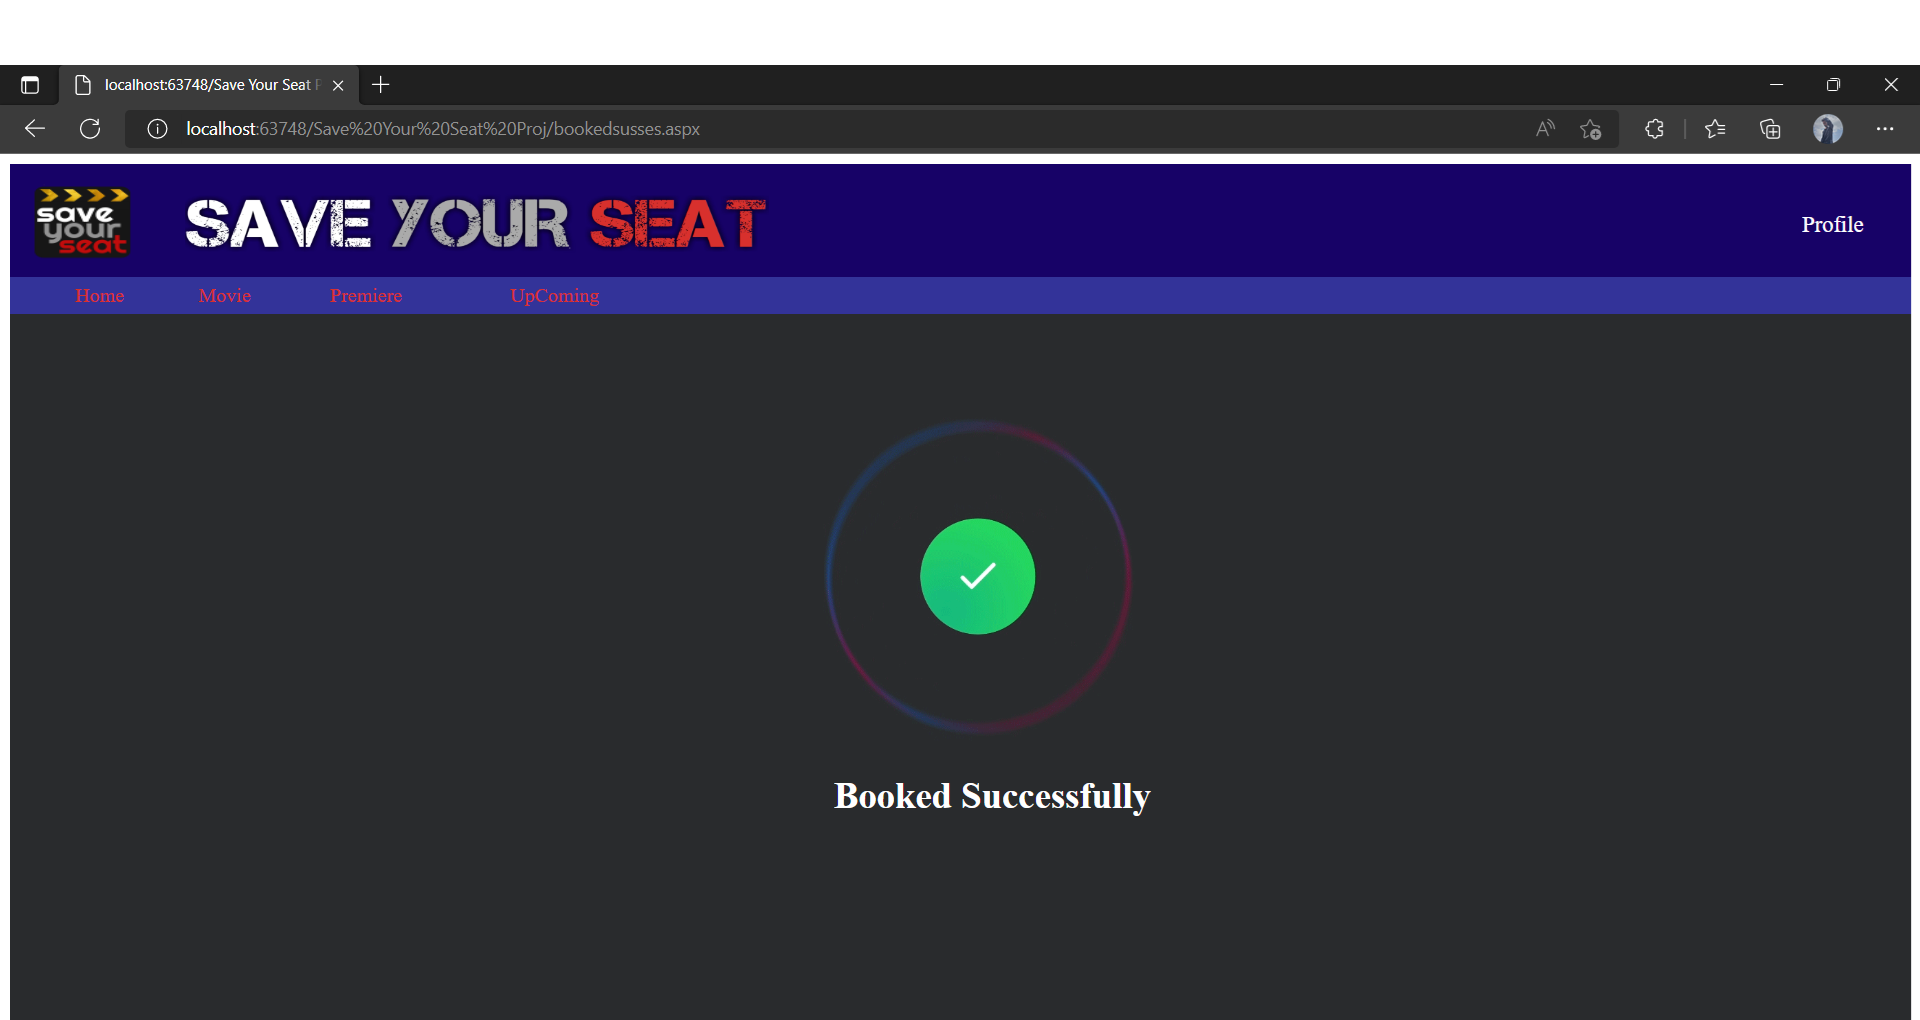 localhost:63748/Save Your Seat P
localhost:63748/Save%20Your%20Seat%20Proj/bookedsusses.aspx
save
your
seat
SAVE YOUR SEAT
Profile
Home Movie Premiere UpComing
Booked Successfully